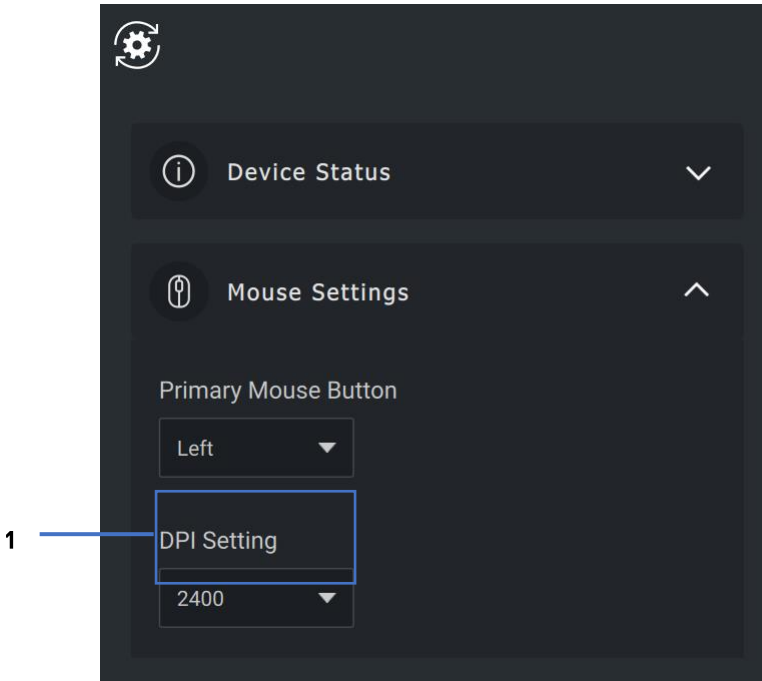 Device Status
Mouse Settings
Primary Mouse Button
Left
1
DPI Setting
2400